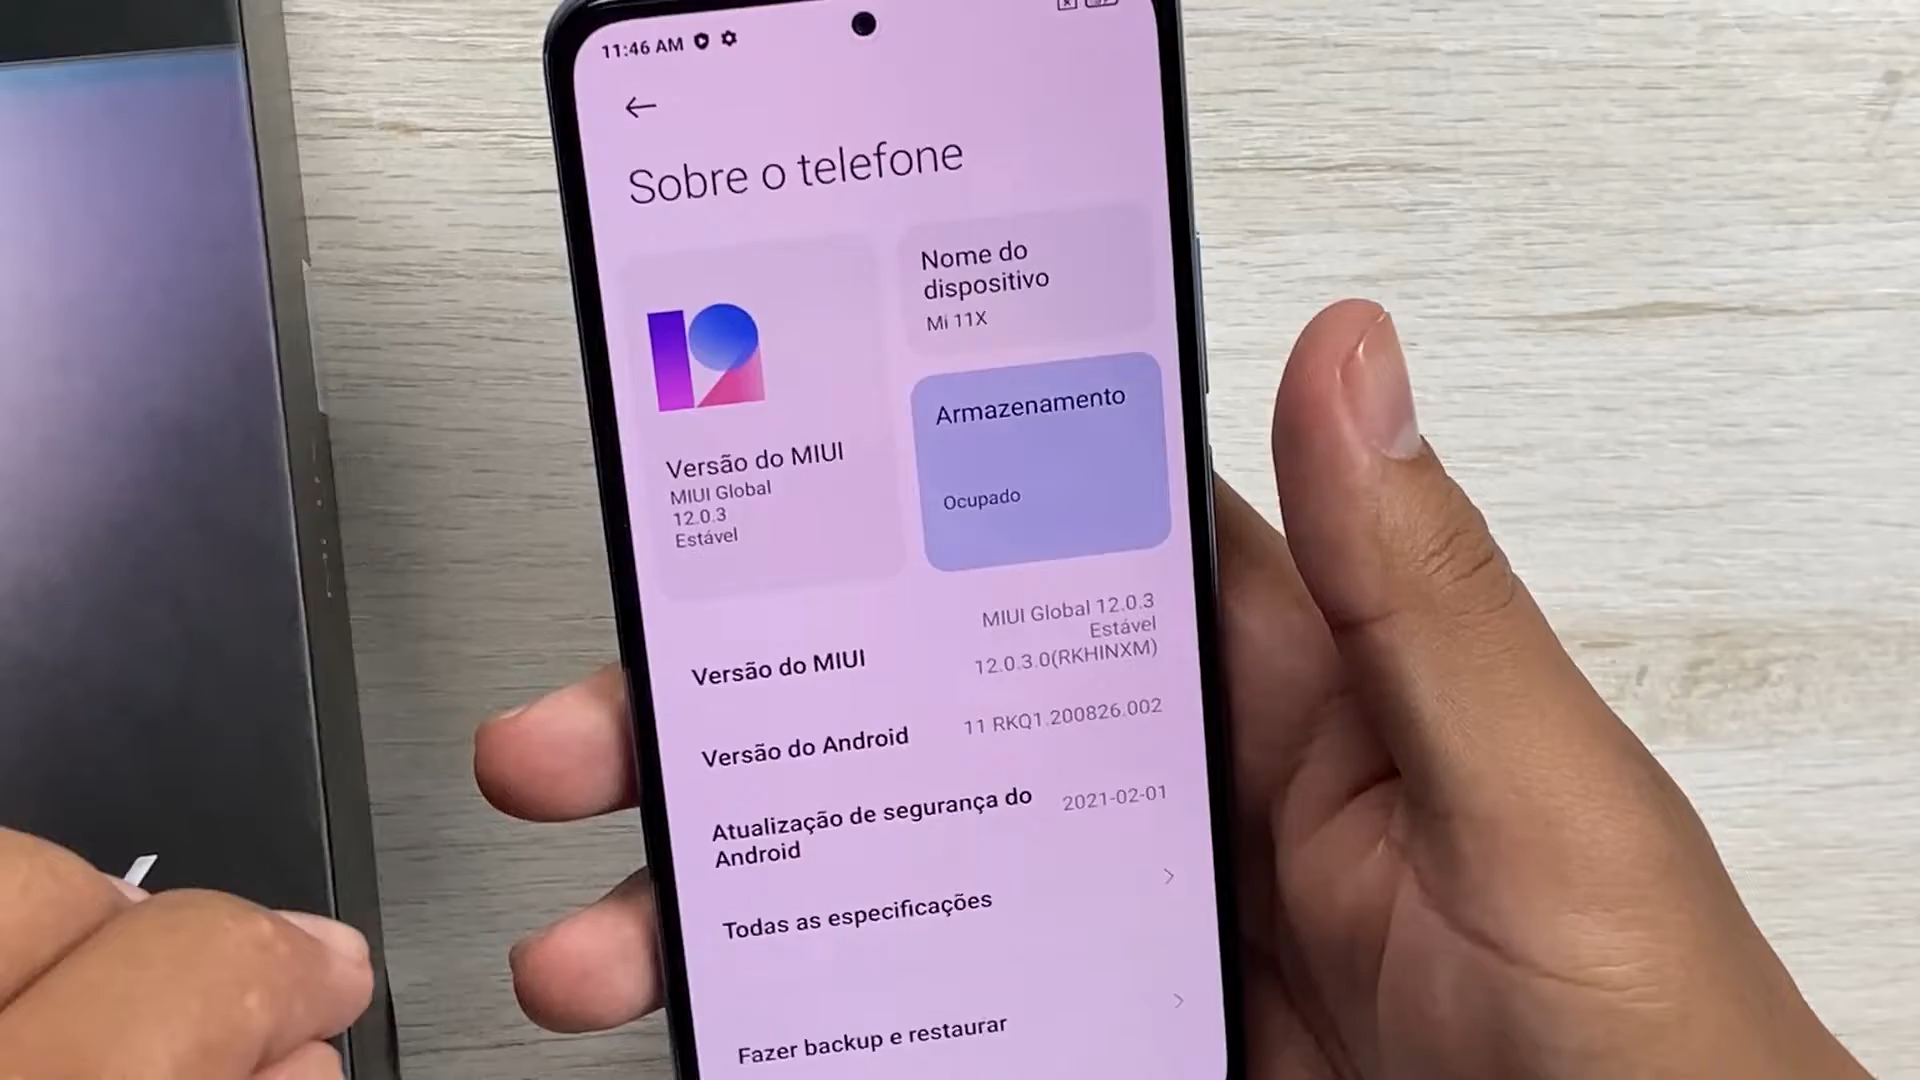 11:46 AM
Sobre o telefone
Nome do
dispositivo
Mi 11X
Armazenamento
Ocupado
Versão do MIUI
MIUI Global
12.0.3
Estável
Versão do MIUI
MIUI Global 12.0.3
Estável
12.0.3.0(RKHINXM)
Versão do Android
11 RKQ1.200826.002
Atualização de segurança do
Android
2021-02-01
Todas as especificações
Fazer backup e restaurar